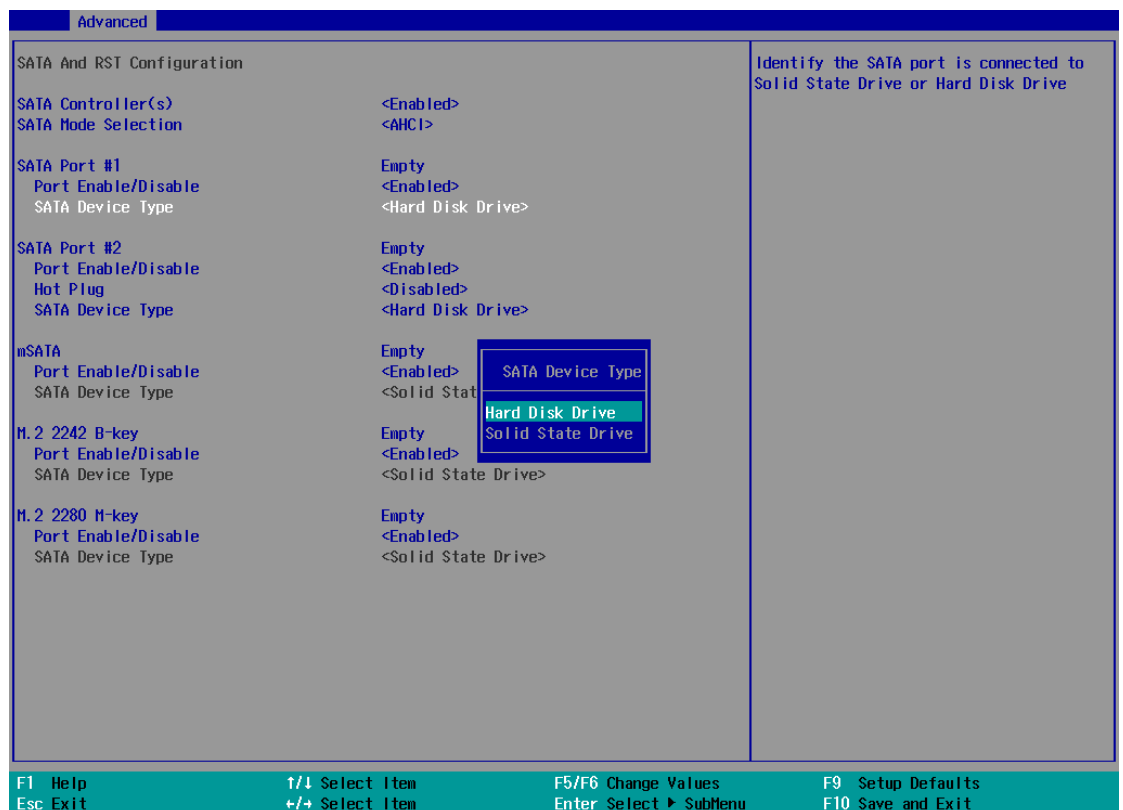 Advanced
SATA And RST Configuration
Identify the SATA port is connected to
Solid State Drive or Hard Disk Drive
SATA Controller(s) <Enabled>
SATA Mode Selection <AHCI>
SATA Port #1 Empty
Port Enable/Disable <Enabled>
SATA Device Type <Hard Disk Drive>
SATA Port #2 Empty
Port Enable/Disable <Enabled>
Hot Plug <Disabled>
SATA Device Type <Hard Disk Drive>
mSATA Empty
Port Enable/Disable <Enabled>
SATA Device Type <Solid Stat
SATA Device Type
Hard Disk Drive
Solid State Drive
M.2 2242 B-key Empty
Port Enable/Disable <Enabled>
SATA Device Type <Solid State Drive>
M.2 2280 M-key Empty
Port Enable/Disable <Enabled>
SATA Device Type <Solid State Drive>
F1 Help ↑/↓ Select Item F5/F6 Change Values F9 Setup Defaults
Esc Exit ←/→ Select Item Enter Select ▶ SubMenu F10 Save and Exit